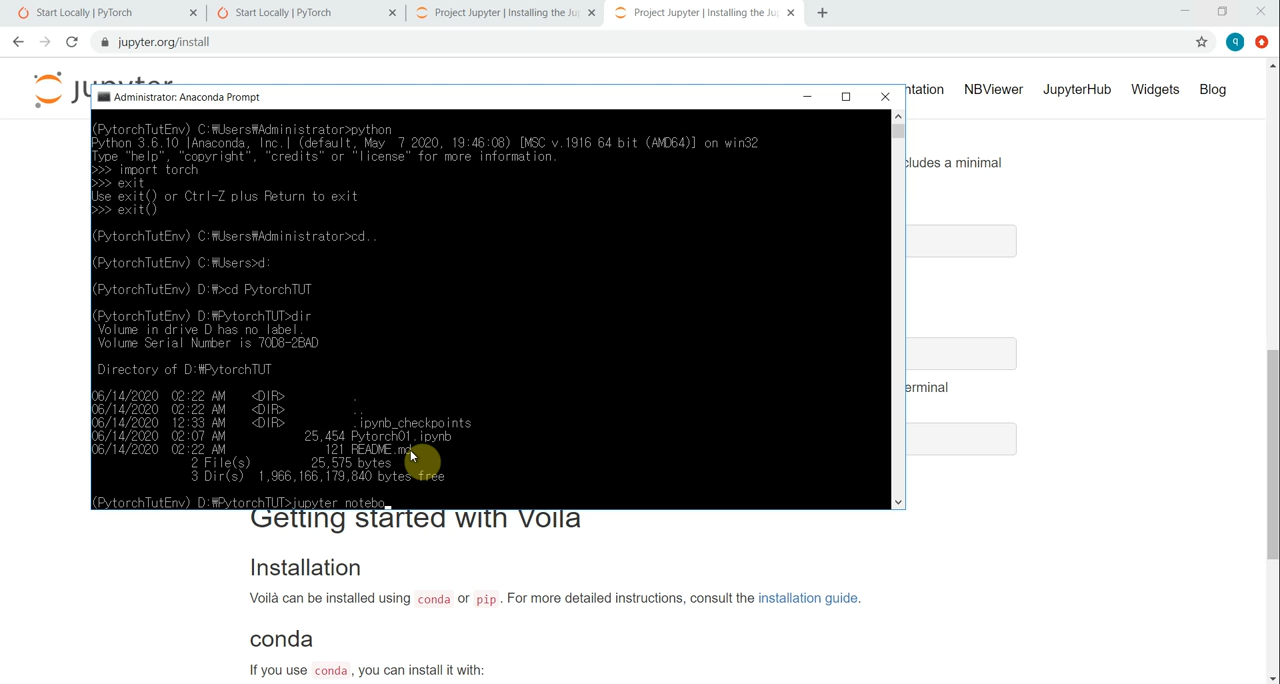 Start Locally | PyTorch
Start Locally | PyTorch
Project Jupyter | Installing the Ju
Project Jupyter | Installing the Ju
jupyter.org/install
q
NBViewer
JupyterHub
Widgets
Blog
Administrator: Anaconda Prompt
(PytorchTutEnv) C:₩Users₩Administrator>python
Python 3.6.10 |Anaconda, Inc.| (default, May  7 2020, 19:46:08) [MSC v.1916 64 bit (AMD64)] on win32
Type "help", "copyright", "credits" or "license" for more information.
>>> import torch
>>> exit
Use exit() or Ctrl-Z plus Return to exit
>>> exit()
(PytorchTutEnv) C:₩Users₩Administrator>cd..
(PytorchTutEnv) C:₩Users>d:
(PytorchTutEnv) D:₩>cd PytorchTUT
(PytorchTutEnv) D:₩PytorchTUT>dir
Volume in drive D has no label.
Volume Serial Number is 70D8-2BAD
Directory of D:₩PytorchTUT
06/14/2020  02:22 AM    <DIR>          .
06/14/2020  02:22 AM    <DIR>          ..
06/14/2020  12:33 AM    <DIR>          .ipynb_checkpoints
06/14/2020  02:07 AM            25,454 Pytorch01.ipynb
06/14/2020  02:22 AM               121 README.md
2 File(s)         25,575 bytes
3 Dir(s)  1,966,166,179,840 bytes free
(PytorchTutEnv) D:₩PytorchTUT>jupyter notebo
cludes a minimal
erminal
Getting started with Voilà
Installation
Voilà can be installed using conda or pip . For more detailed instructions, consult the installation guide.
conda
If you use conda , you can install it with: